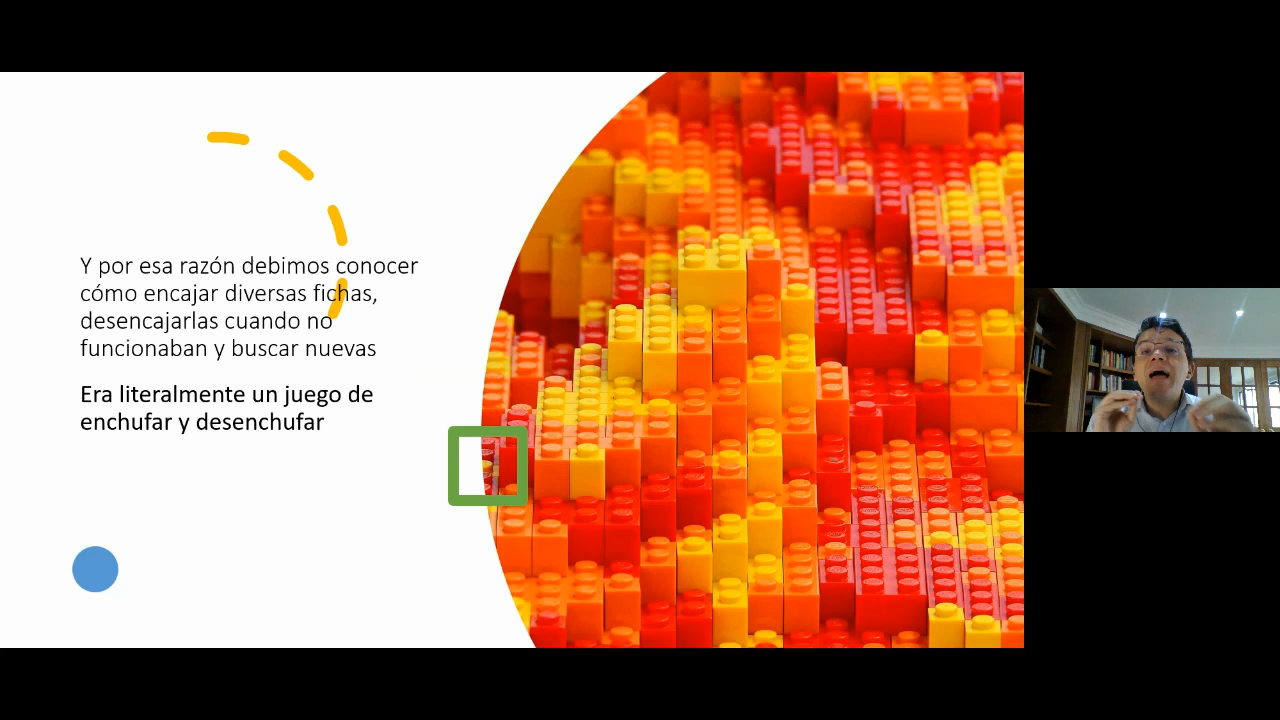 Y por esa razón debimos conocer
cómo encajar diversas fichas,
desencajarlas cuando no
funcionaban y buscar nuevas
Era literalmente un juego de
enchufar y desenchufar